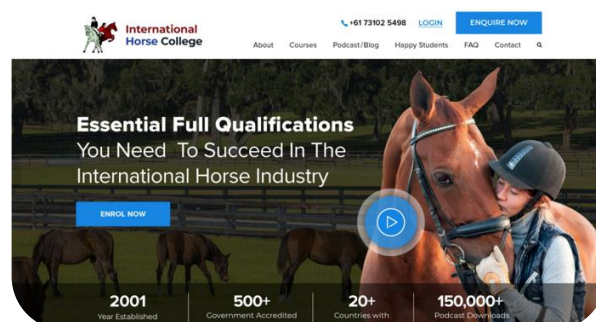 International
Horse College
+61 73102 5498 LOGIN ENQUIRE NOW
About Courses Podcast/Blog Happy Students FAQ Contact
Essential Full Qualifications
You Need To Succeed In The
International Horse Industry
ENROL NOW
2001 500+ 20+ 150,000+
Year Established Government Accredited Countries with Podcast Downloads